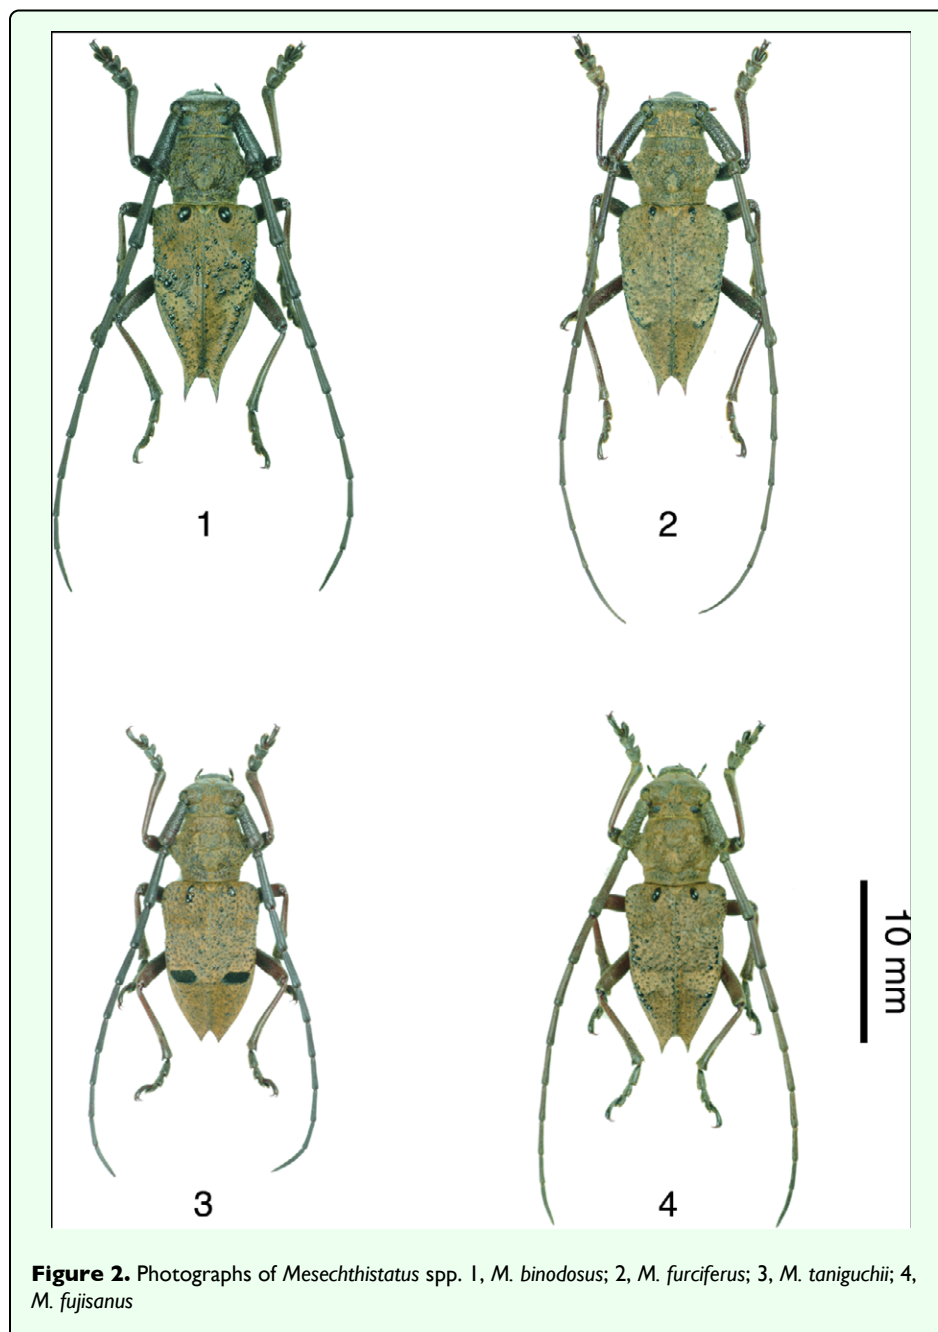 1
2
3
4
10 mm
Figure 2. Photographs of Mesechthistatus spp. 1, M. binodosus; 2, M. furciferus; 3, M. taniguchii; 4,
M. fujisanus